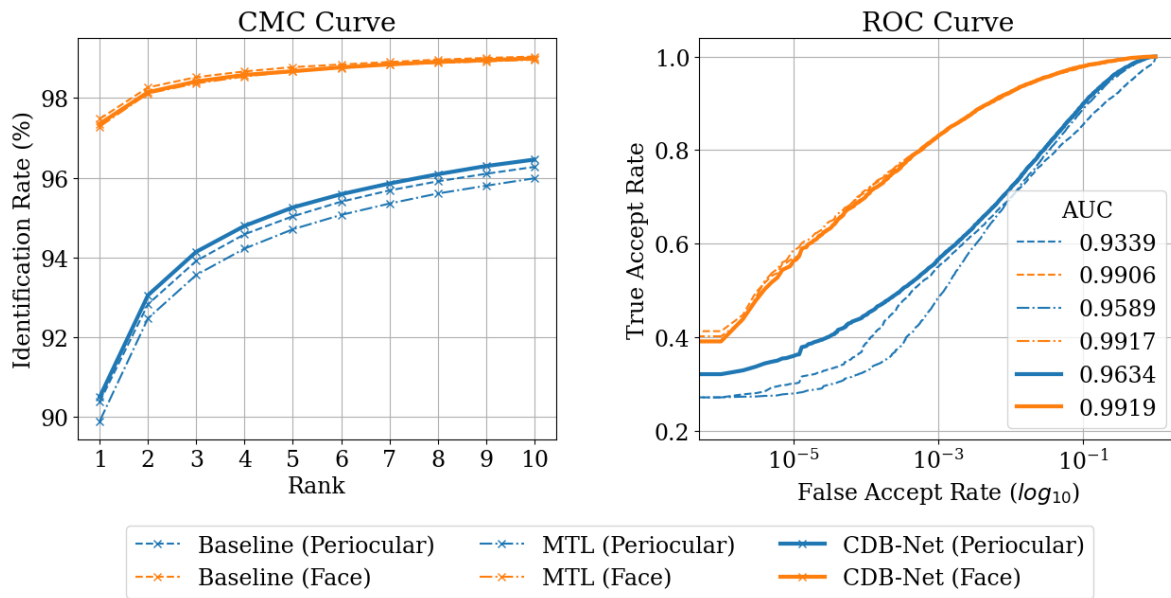 CMC Curve
Identification Rate (%)
98
96
94
92
90
1 2 3 4 5 6 7 8 9 10
Rank
ROC Curve
True Accept Rate
1.0
0.8
0.6
0.4
0.2
AUC
0.9339
0.9906
0.9589
0.9917
0.9634
0.9919
10⁻⁵ 10⁻³ 10⁻¹
False Accept Rate (log₁₀)
Baseline (Periocular) MTL (Periocular) CDB-Net (Periocular)
Baseline (Face) MTL (Face) CDB-Net (Face)